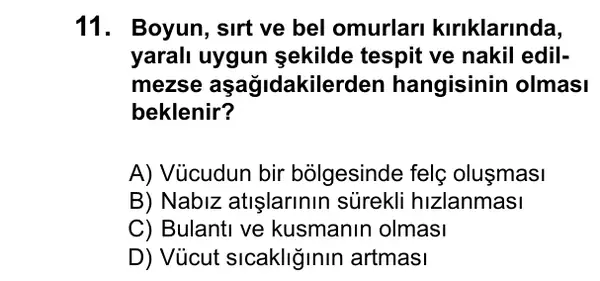 11. Boyun, sırt ve bel omurları kırıklarında,
yaralı uygun şekilde tespit ve nakil edil-
mezse aşağıdakilerden hangisinin olması
beklenir?
A) Vücudun bir bölgesinde felç oluşması
B) Nabız atışlarının sürekli hızlanması
C) Bulantı ve kusmanın olması
D) Vücut sıcaklığının artması